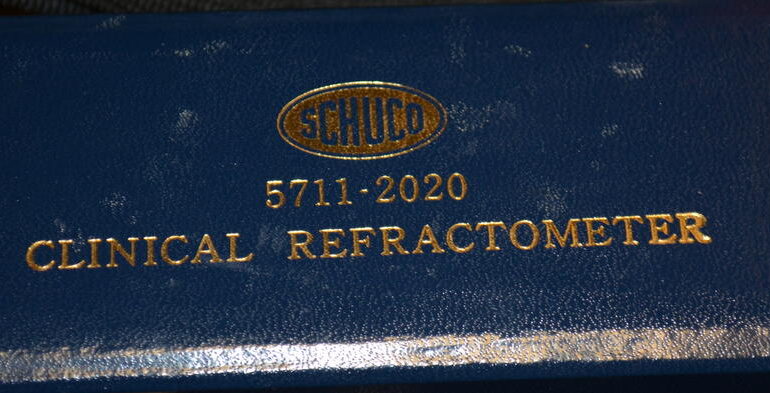 SCHUCO
5711-2020
CLINICAL REFRACTOMETER